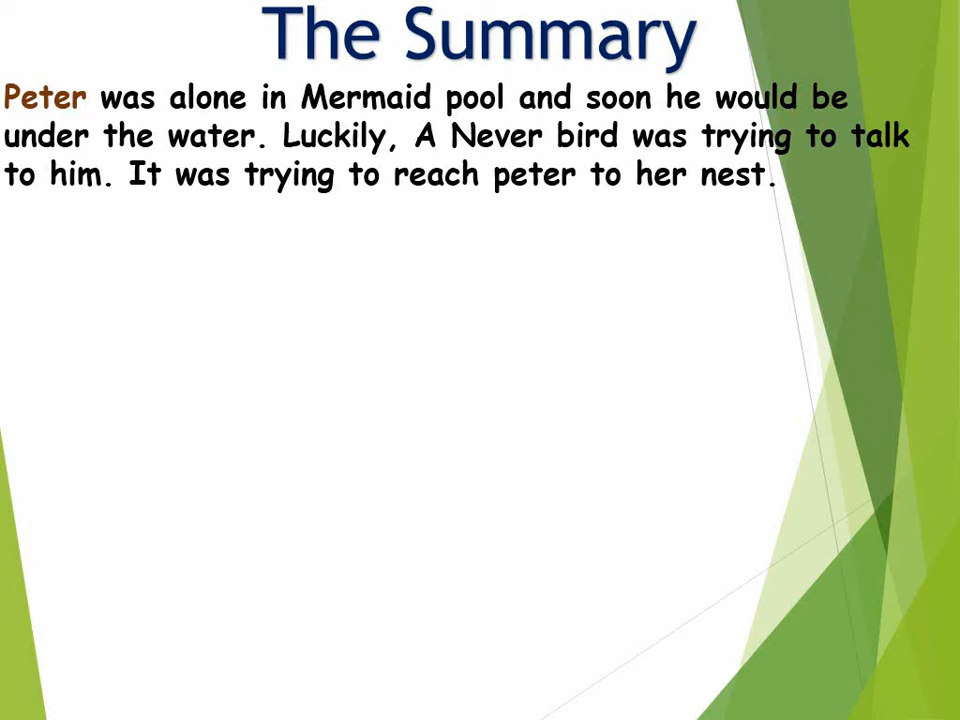 The Summary
Peter was alone in Mermaid pool and soon he would be
under the water. Luckily, A Never bird was trying to talk
to him. It was trying to reach peter to her nest.